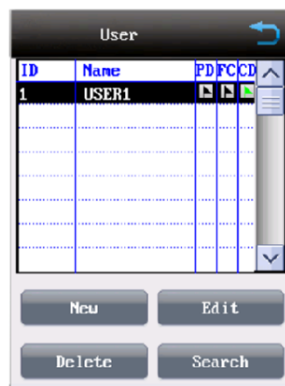 User
ID Name PD FC CD
1 USER1
New Edit
Delete Search